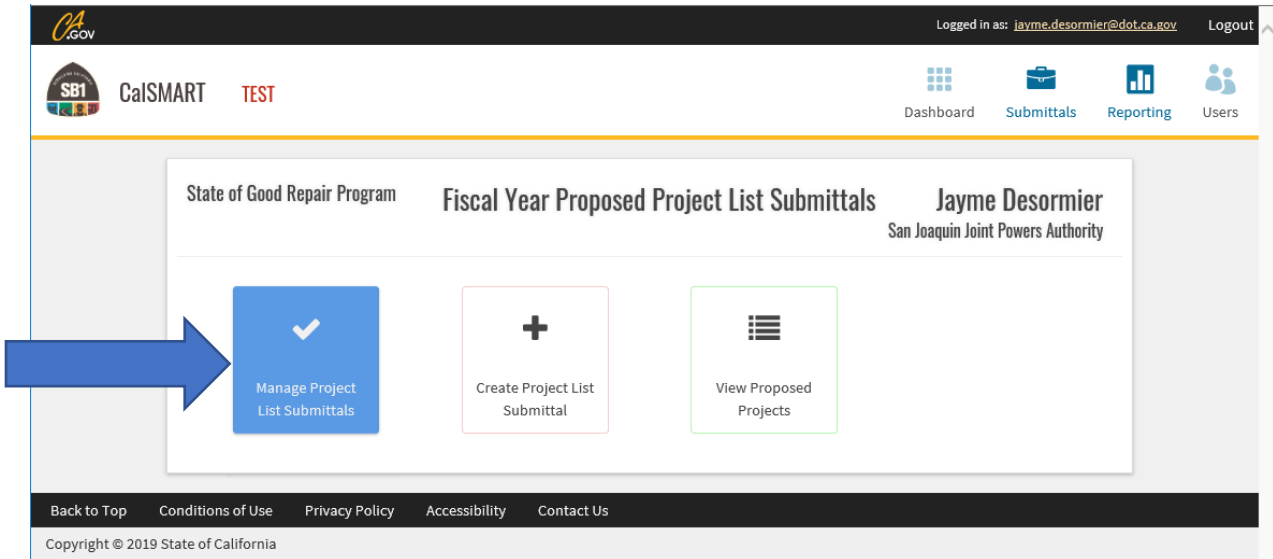 CA.GOV
Logged in as: jayme.desormier@dot.ca.gov Logout
SB1
CalSMART TEST
Dashboard Submittals Reporting Users
State of Good Repair Program
Fiscal Year Proposed Project List Submittals
Jayme Desormier
San Joaquin Joint Powers Authority
Manage Project
List Submittals
Create Project List
Submittal
View Proposed
Projects
Back to Top Conditions of Use Privacy Policy Accessibility Contact Us
Copyright © 2019 State of California